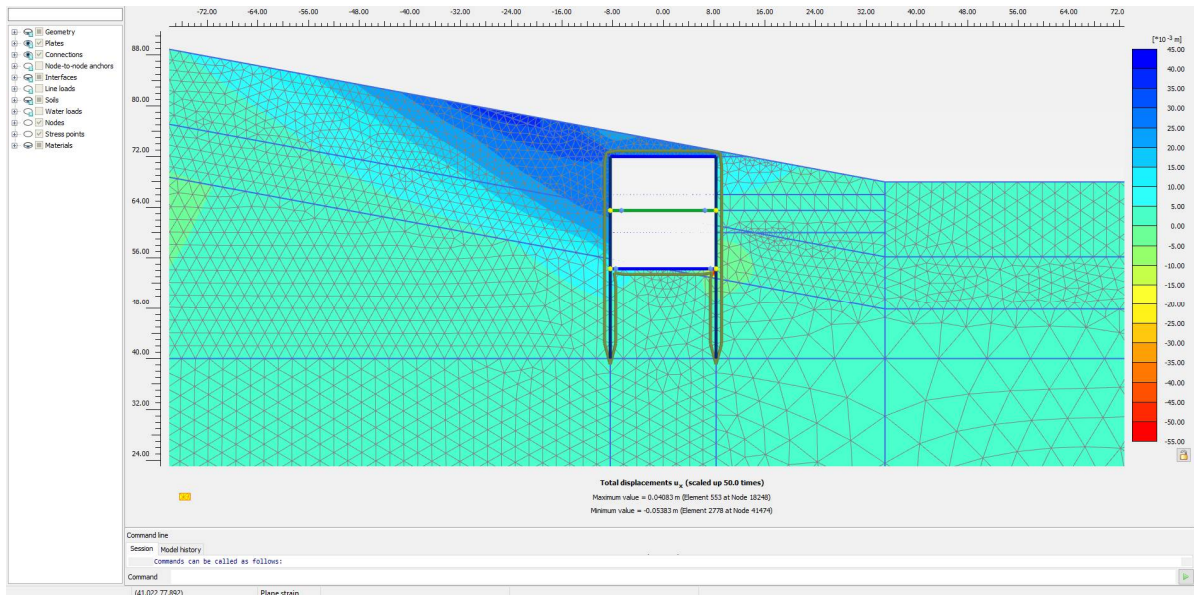 -72.00 -64.00 -56.00 -48.00 -40.00 -32.00 -24.00 -16.00 -8.00 0.00 8.00 16.00 24.00 32.00 40.00 48.00 56.00 64.00 72.0
Geometry
Plates
Connections
Node-to-node anchors
Interfaces
Line loads
Soils
Water loads
Nodes
Stress points
Materials
88.00
80.00
72.00
64.00
56.00
40.00
32.00
24.00
[*10⁻³ m]
45.00
40.00
35.00
30.00
25.00
20.00
15.00
10.00
5.00
0.00
-5.00
-10.00
-15.00
-20.00
-25.00
-30.00
-35.00
-40.00
-45.00
-50.00
-55.00
Total displacements uₓ (scaled up 50.0 times)
Maximum value = 0.04083 m (Element 553 at Node 18248)
Minimum value = -0.05383 m (Element 2778 at Node 41474)
Command line
Session Model history
Commands can be called as follows:
Command
(41.022 77.892) Plane strain